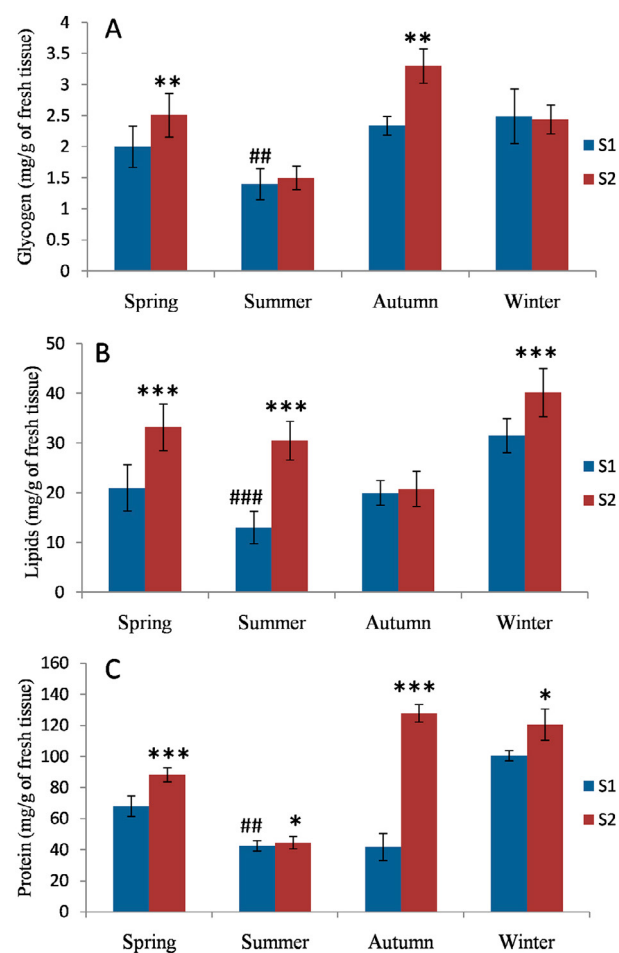 A
Glycogen (mg/g of fresh tissue)
4
3.5
3
2.5
2
1.5
1
0.5
0
**
##
**
Spring Summer Autumn Winter
S1
S2
B
Lipids (mg/g of fresh tissue)
50
40
30
20
10
0
***
###
***
***
Spring Summer Autumn Winter
S1
S2
C
Protein (mg/g of fresh tissue)
160
140
120
100
80
60
40
20
0
***
##
*
***
*
Spring Summer Autumn Winter
S1
S2